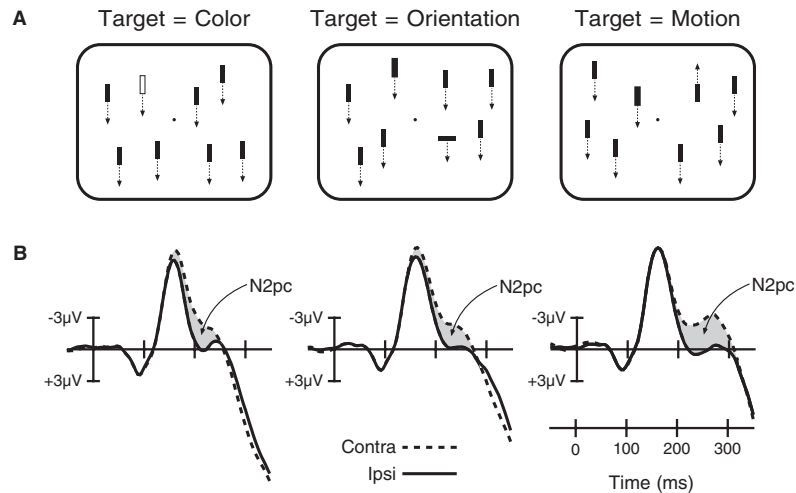 A
Target = Color
Target = Orientation
Target = Motion
B
N2pc
N2pc
N2pc
-3µV
-3µV
-3µV
+3µV
+3µV
+3µV
Contra
Ipsi
0 100 200 300
Time (ms)